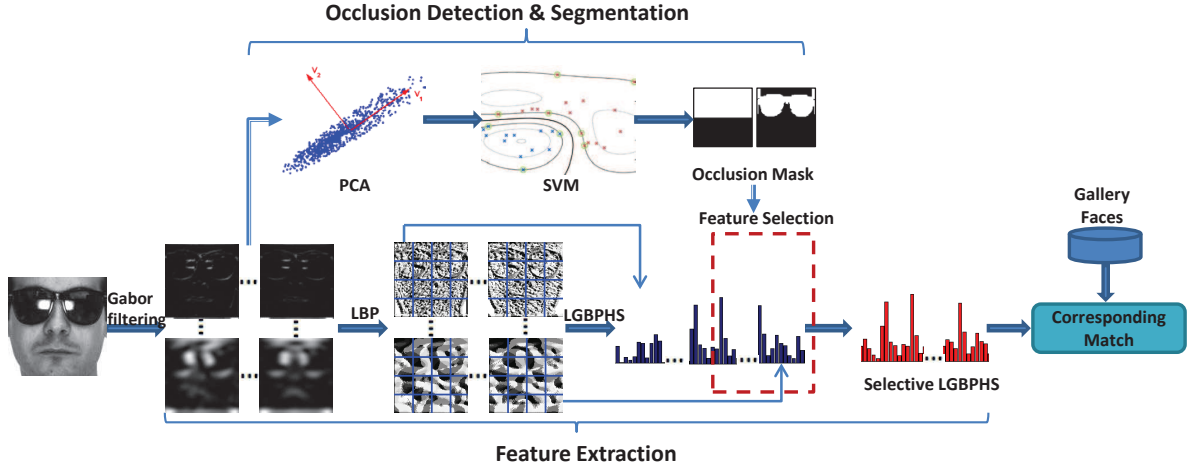 Occlusion Detection & Segmentation
V2
V1
PCA
SVM
Occlusion Mask
Feature Selection
Gallery
Faces
Gabor
filtering
LBP
LGBPHS
Corresponding
Match
Selective LGBPHS
Feature Extraction